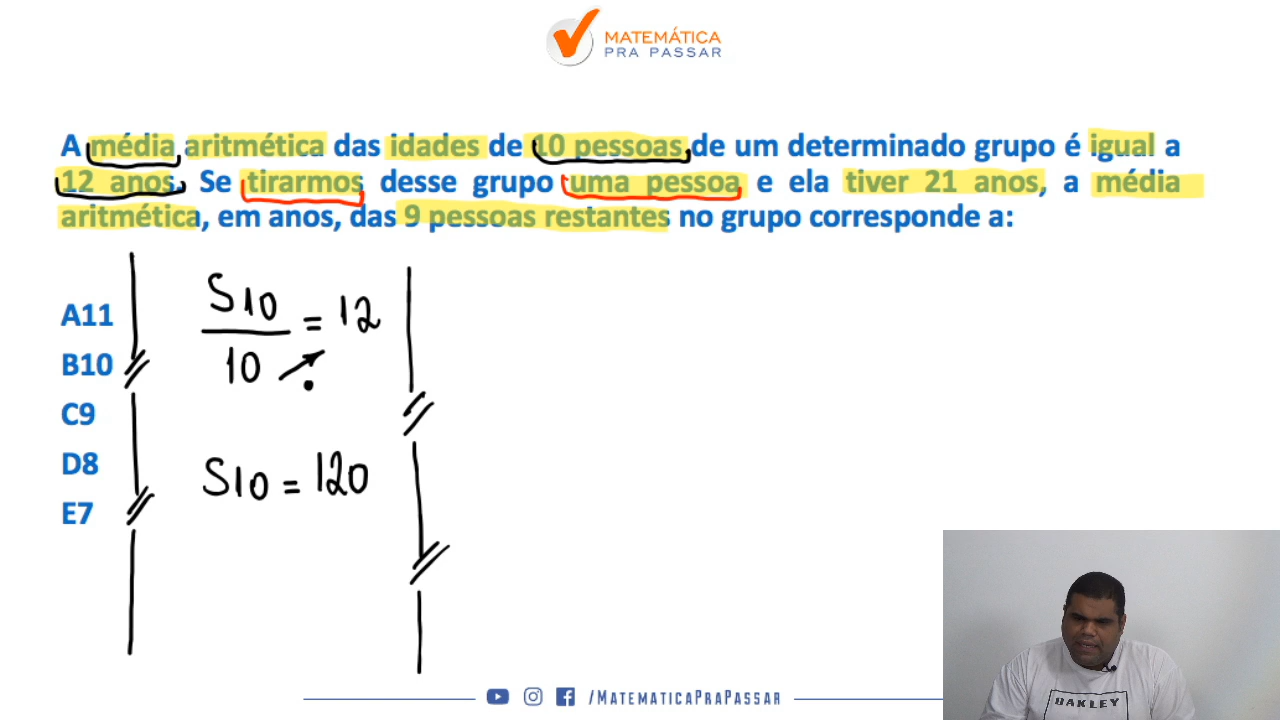 MATEMÁTICA
PRA PASSAR
A média aritmética das idades de 10 pessoas de um determinado grupo é igual a
12 anos. Se tirarmos desse grupo uma pessoa e ela tiver 21 anos, a média
aritmética, em anos, das 9 pessoas restantes no grupo corresponde a:
A11
B10
C9
D8
E7
S10
10
= 12
S10 = 120
/MATEMATICAPRAPASSAR
OAKLEY